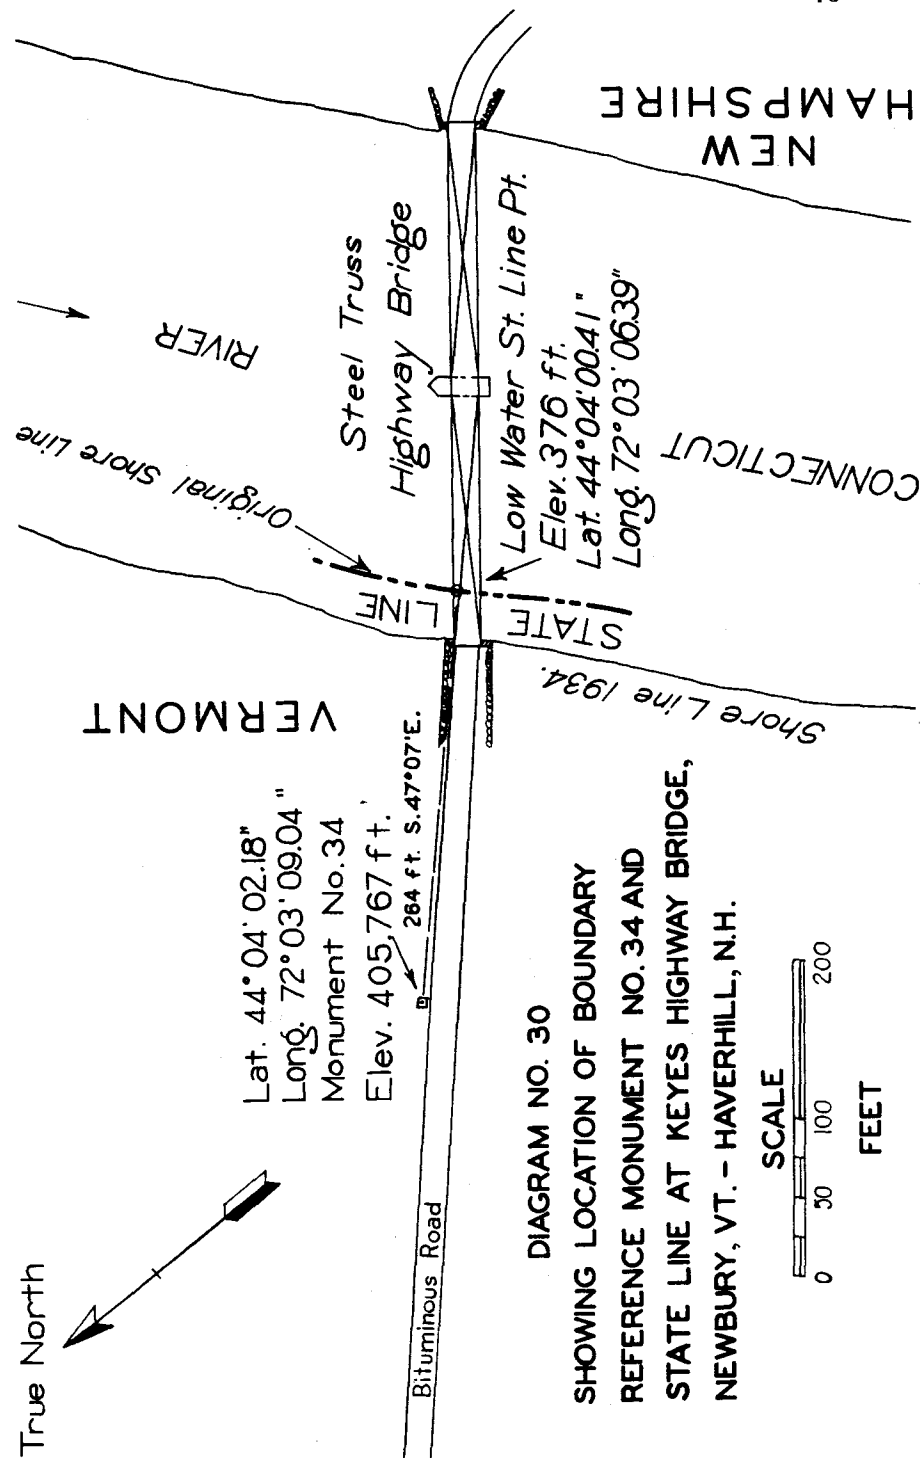 NEW
HAMPSHIRE
RIVER
Steel Truss
Highway Bridge
Low Water St. Line Pt.
Elev. 376 ft.
Lat. 44°04'00.41"
Long. 72°03'06.39"
CONNECTICUT
Original Shore Line
STATE LINE
Shore Line 1934.
VERMONT
Lat. 44°04'02.18"
Long. 72°03'09.04"
Monument No. 34
Elev. 405,767 ft.
264 ft. S.47°07'E.
Bituminous Road
True North
DIAGRAM NO. 30
SHOWING LOCATION OF BOUNDARY
REFERENCE MONUMENT NO. 34 AND
STATE LINE AT KEYES HIGHWAY BRIDGE,
NEWBURY, VT. - HAVERHILL, N.H.
SCALE
0 50 100 200
FEET